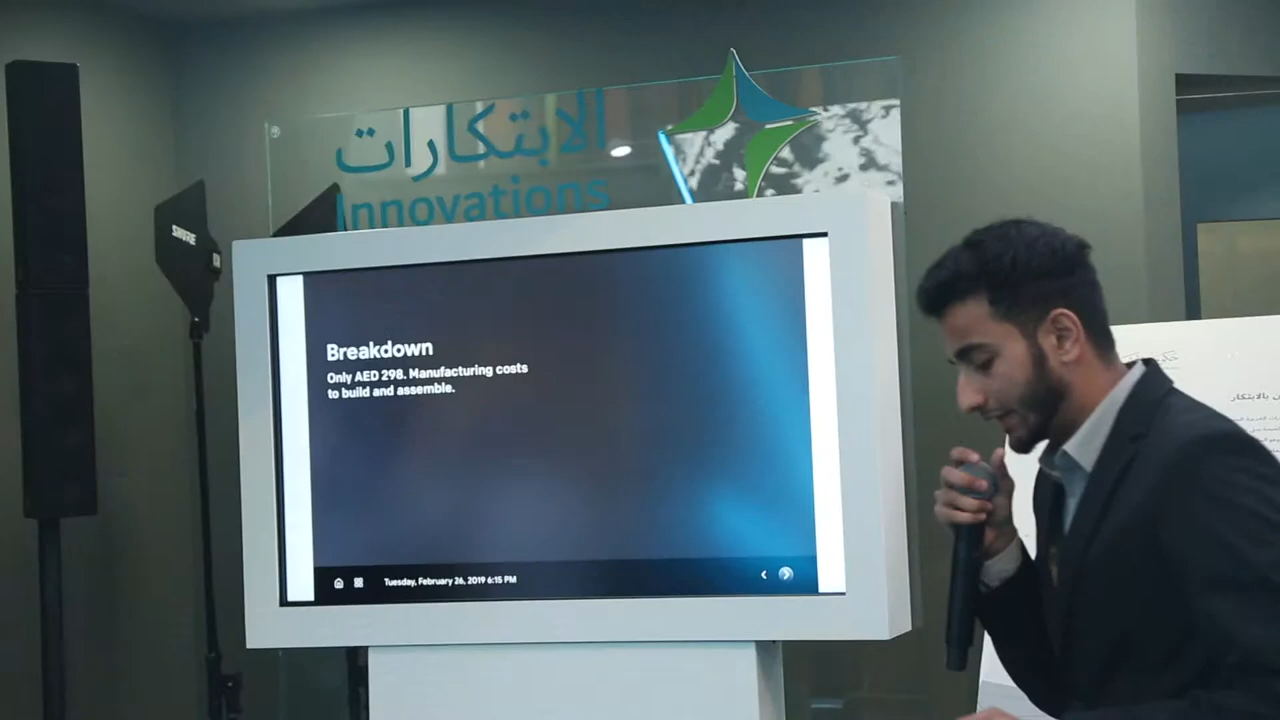 الابتكارات
Innovations
SHURE
Breakdown
Only AED 298. Manufacturing costs
to build and assemble.
Tuesday, February 26, 2019 6:15 PM
ن بالابتكار